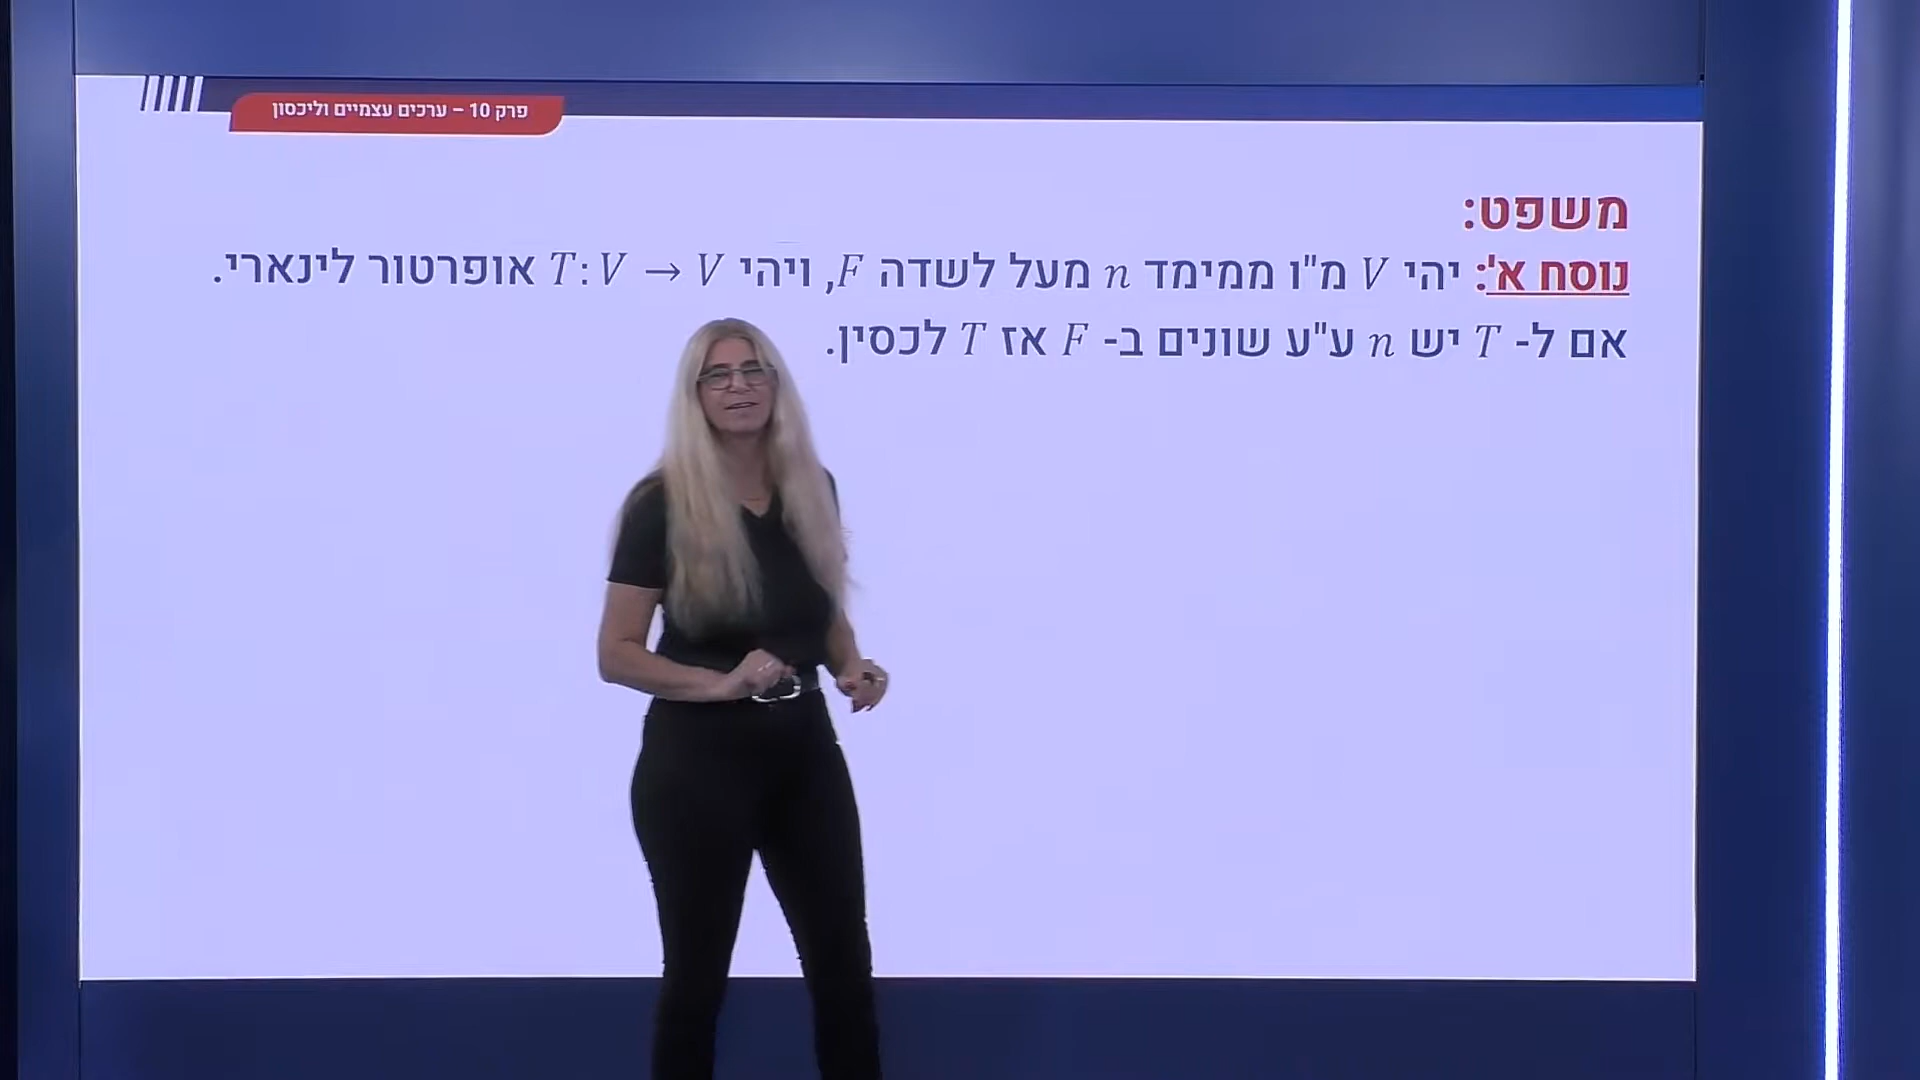 פרק 10 – ערכים עצמיים וליכסון
משפט:
נוסח א': יהי V מ"ו ממימד n מעל לשדה F, ויהי T: V → V אופרטור לינארי.
אם ל- T יש n ע"ע שונים ב- F אז T לכסין.